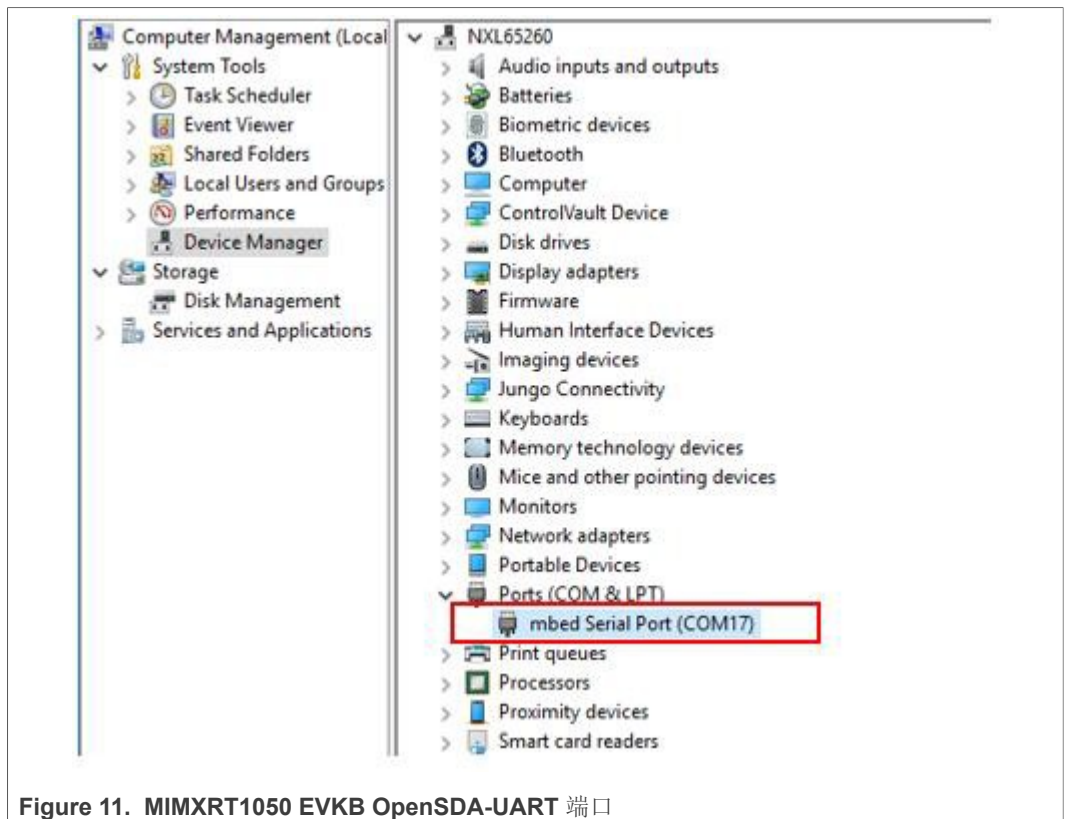 Computer Management (Local
System Tools
Task Scheduler
Event Viewer
Shared Folders
Local Users and Groups
Performance
Device Manager
Storage
Disk Management
Services and Applications
NXL65260
Audio inputs and outputs
Batteries
Biometric devices
Bluetooth
Computer
ControlVault Device
Disk drives
Display adapters
Firmware
Human Interface Devices
Imaging devices
Jungo Connectivity
Keyboards
Memory technology devices
Mice and other pointing devices
Monitors
Network adapters
Portable Devices
Ports (COM & LPT)
mbed Serial Port (COM17)
Print queues
Processors
Proximity devices
Smart card readers
Figure 11. MIMXRT1050 EVKB OpenSDA-UART 端口